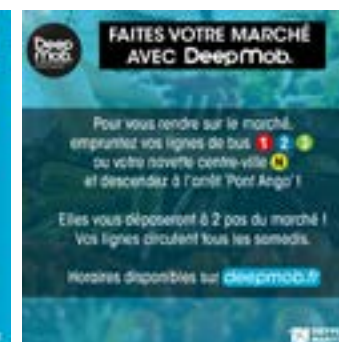 Deep
mob.
FAITES VOTRE MARCHÉ
AVEC Deepmob.
Pour vous rendre sur le marché,
empruntez vos lignes de bus 1 2 3
ou votre navette centre-ville N
et descendez à l'arrêt 'Pont Ango' !
Elles vous déposeront à 2 pas du marché !
Vos lignes circulent tous les samedis.
Horaires disponibles sur deepmob.fr